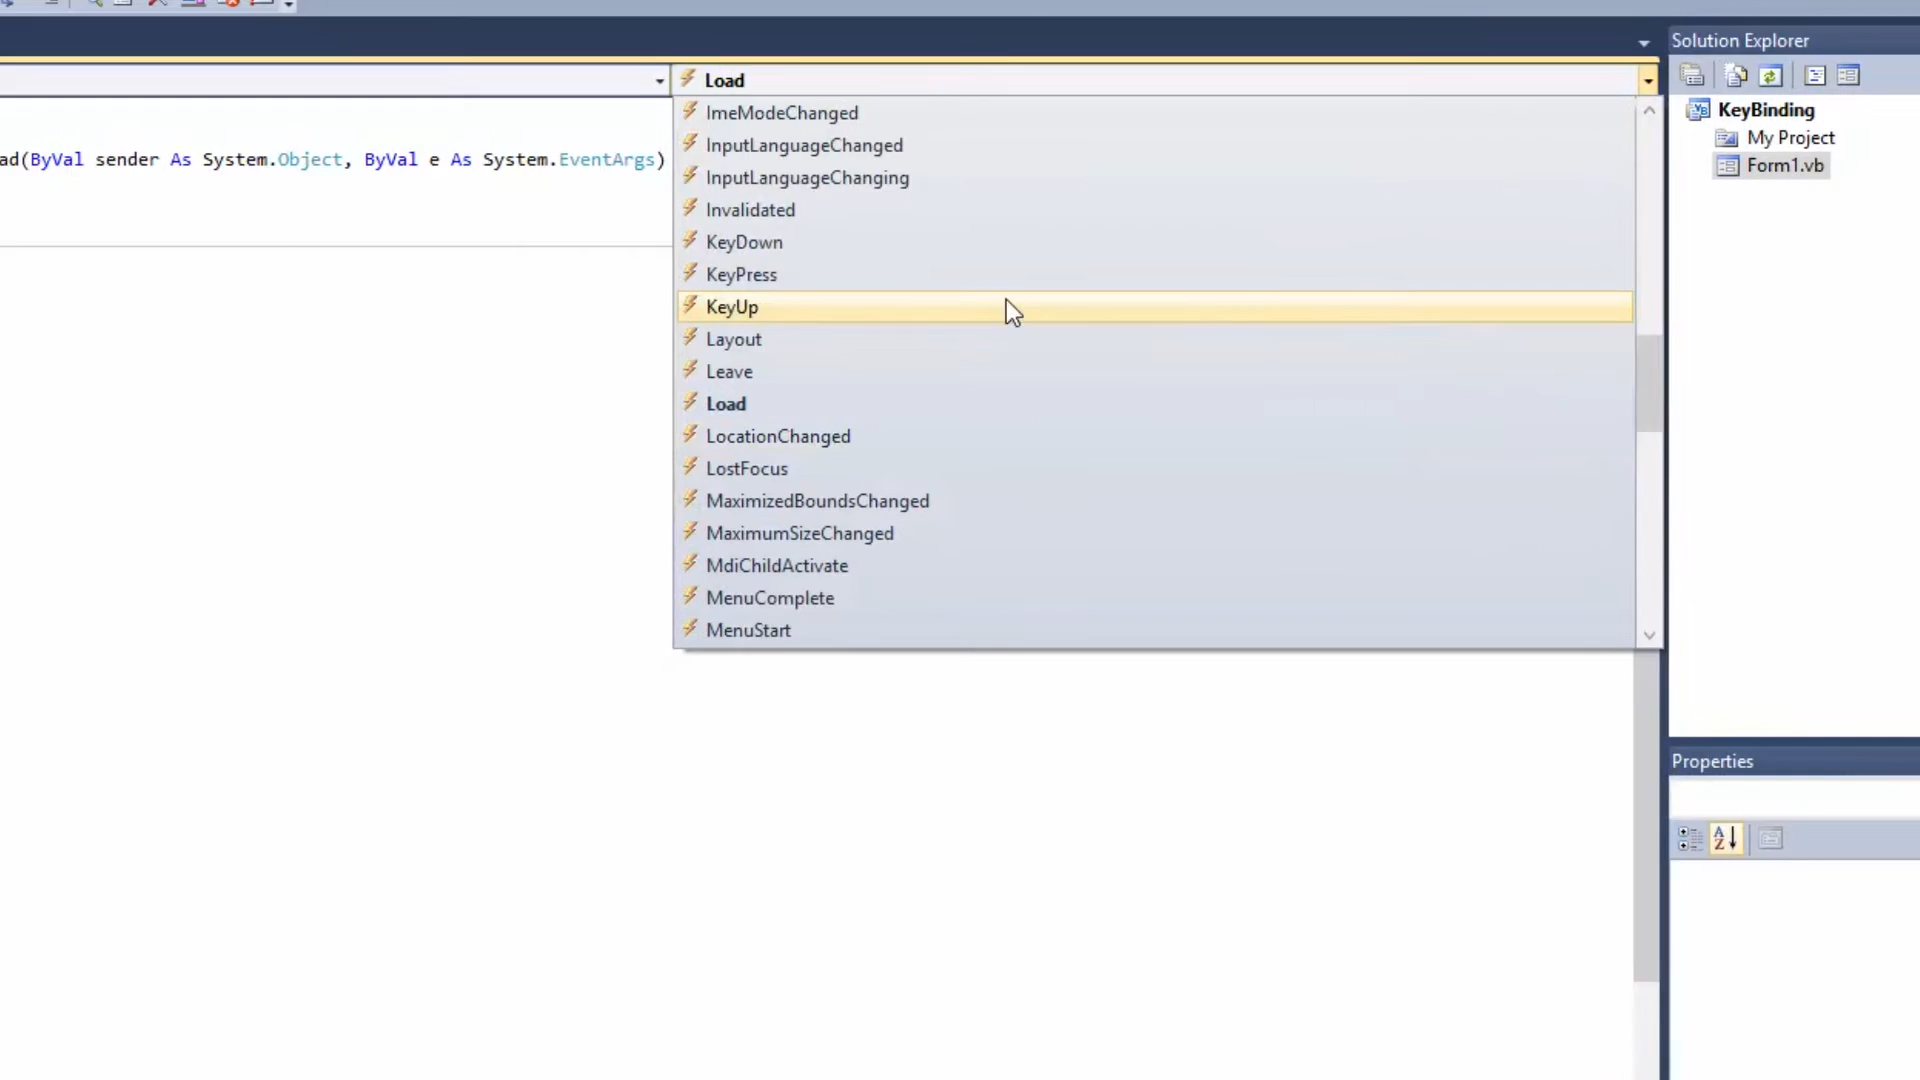 Solution Explorer
Load
ImeModeChanged
InputLanguageChanged
InputLanguageChanging
Invalidated
KeyDown
KeyPress
KeyUp
Layout
Leave
Load
LocationChanged
LostFocus
MaximizedBoundsChanged
MaximumSizeChanged
MdiChildActivate
MenuComplete
MenuStart
ad(ByVal sender As System.Object, ByVal e As System.EventArgs)
KeyBinding
My Project
Form1.vb
Properties